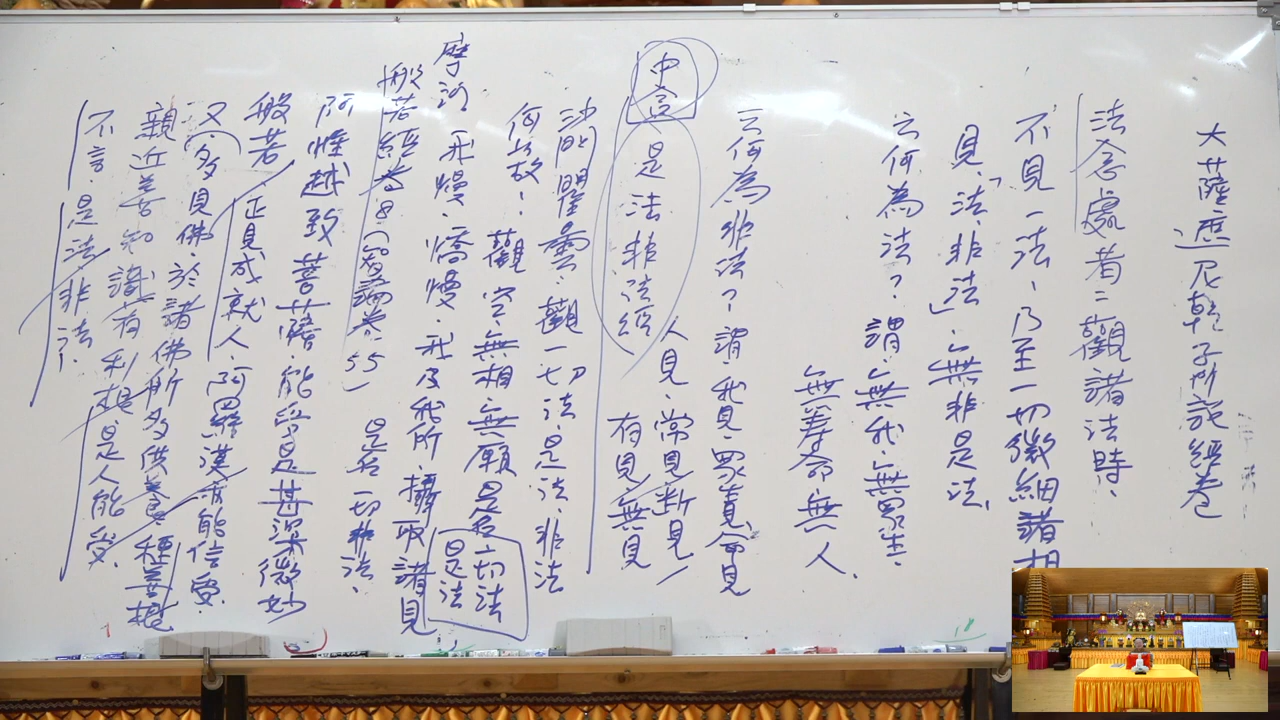 大薩遮尼乾子所說經卷
法念處者:觀諸法時、
不見一法、乃至一切微細諸相
見、「法、非法」、無非是法、
云何為法?謂、無我、無眾生、
無壽命、無人、
云何為非法?謂、我見、眾生見、命見
人見、常見、斷見/
有見、無見
中含、是法非法經
沙門瞿曇、觀一切法、是法、非法
何以故:觀空、無相、無願、是名一切法
是法
摩訶 我慢、憍慢、我及我所、攝取諸見
是名一切非法、
般若經卷8(智論卷55)
阿惟越致菩薩、能受是甚深微妙
般若、正見成就人、阿羅漢、能信受、
又、多見佛、於諸佛所多供養、種善根
親近善知識、有利根、是人能受、
不言、是法、非法、